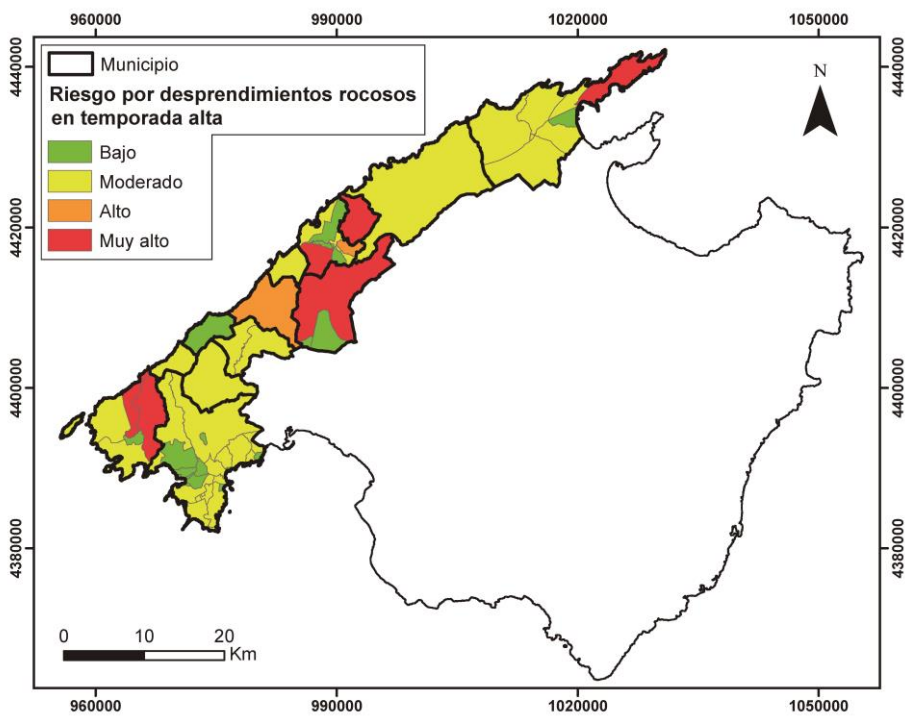 960000 990000 1020000 1050000
Municipio
Riesgo por desprendimientos rocosos
en temporada alta
Bajo
Moderado
Alto
Muy alto
N
4440000 4440000
4420000 4420000
4400000 4400000
4380000 4380000
0 10 20
Km
960000 990000 1020000 1050000